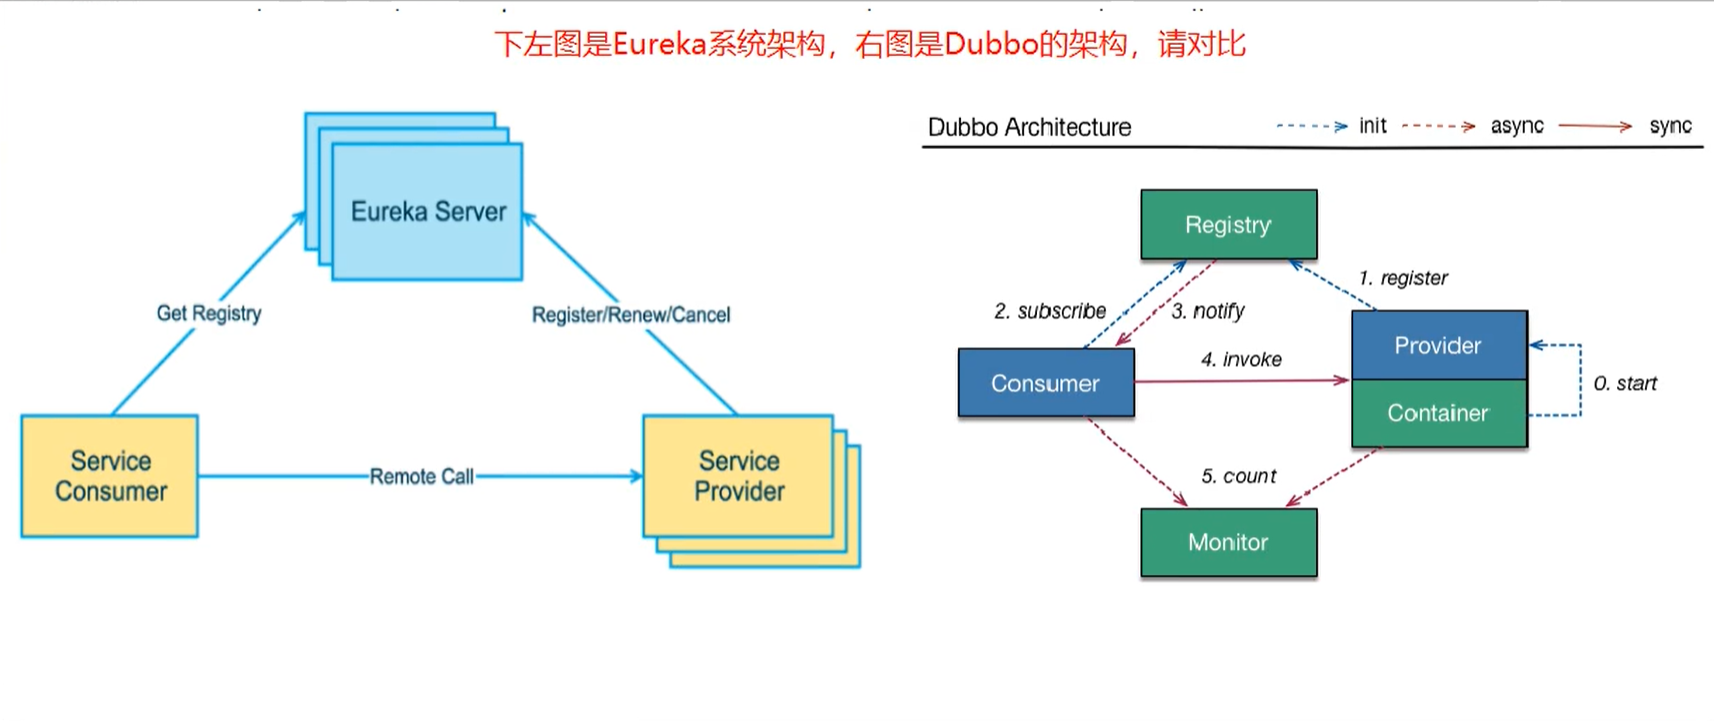 下左图是Eureka系统架构，右图是Dubbo的架构，请对比
Eureka Server
Get Registry
Register/Renew/Cancel
Service
Consumer
Remote Call
Service
Provider
Dubbo Architecture
init
async
sync
Registry
1. register
2. subscribe
3. notify
Provider
4. invoke
Consumer
0. start
Container
5. count
Monitor